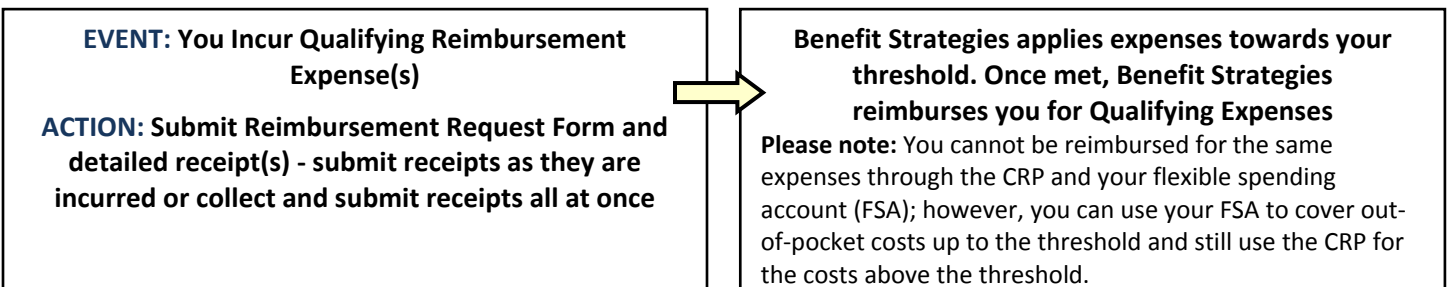 EVENT: You Incur Qualifying Reimbursement
Expense(s)
ACTION: Submit Reimbursement Request Form and
detailed receipt(s) - submit receipts as they are
incurred or collect and submit receipts all at once
Benefit Strategies applies expenses towards your
threshold. Once met, Benefit Strategies
reimburses you for Qualifying Expenses
Please note: You cannot be reimbursed for the same
expenses through the CRP and your flexible spending
account (FSA); however, you can use your FSA to cover out-
of-pocket costs up to the threshold and still use the CRP for
the costs above the threshold.